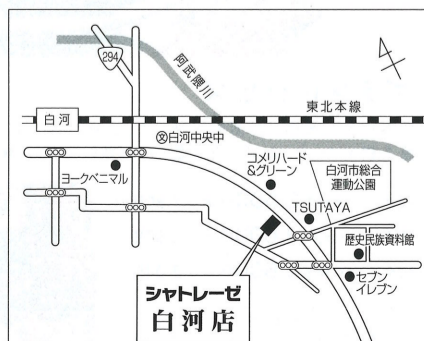 294
阿武隈川
東北本線
白河
文白河中央中
コメリハード
&グリーン
白河市総合
運動公園
ヨークベニマル
TSUTAYA
歴史民族資料館
セブン
イレブン
シャトレーゼ
白河店